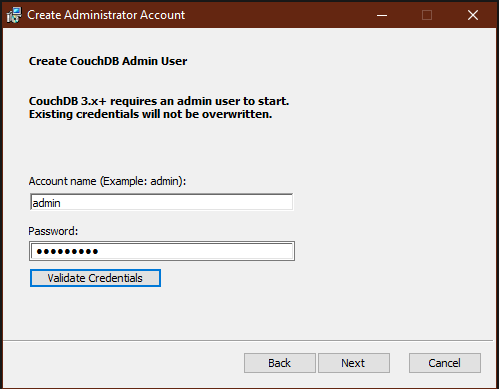 Create Administrator Account
Create CouchDB Admin User
CouchDB 3.x+ requires an admin user to start.
Existing credentials will not be overwritten.
Account name (Example: admin):
admin
Password:
●●●●●●●●●
Validate Credentials
Back
Next
Cancel